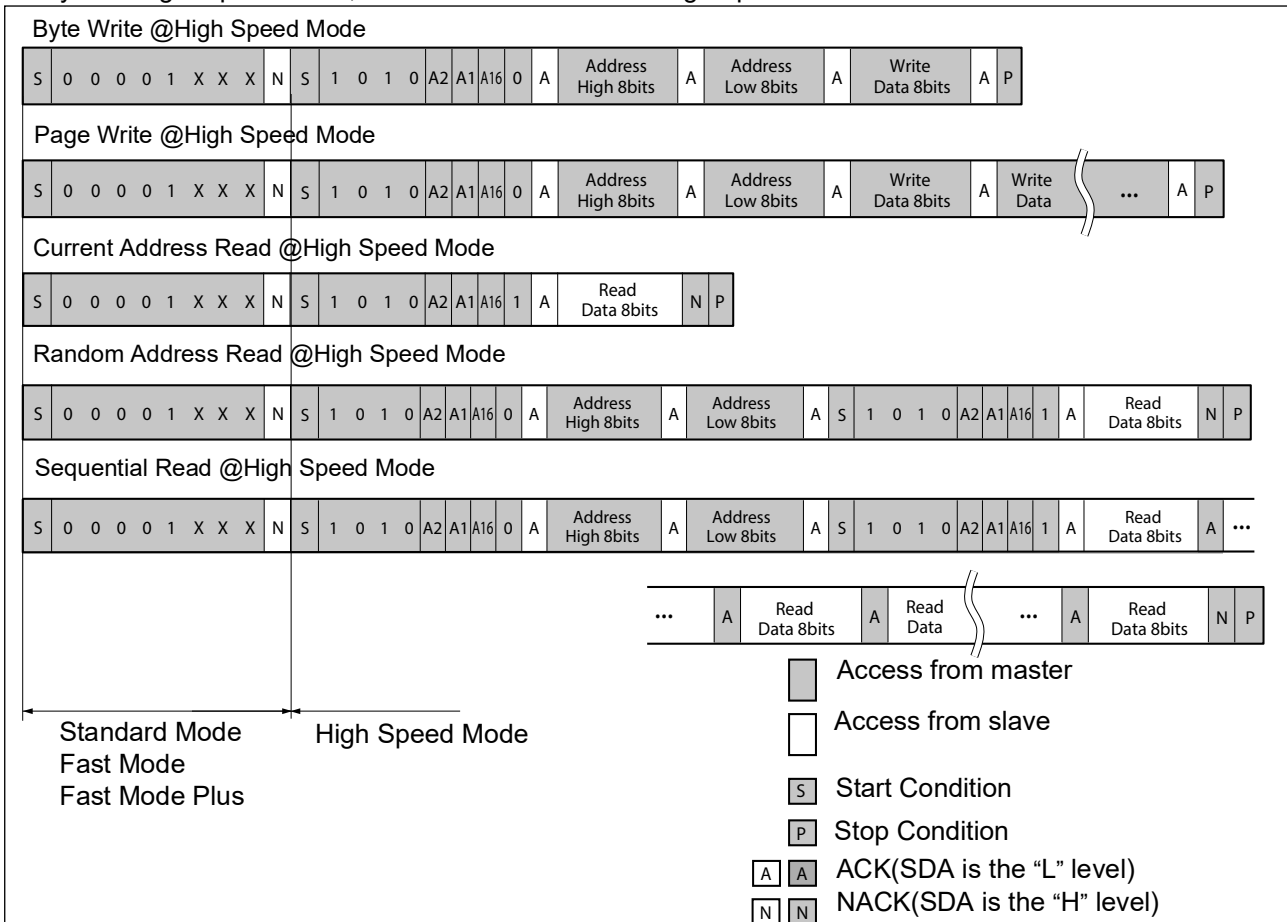 Byte Write @High Speed Mode
S 0 0 0 0 1 X X X N S 1 0 1 0 A2 A1 A16 0 A Address High 8bits A Address Low 8bits A Write Data 8bits A P
Page Write @High Speed Mode
S 0 0 0 0 1 X X X N S 1 0 1 0 A2 A1 A16 0 A Address High 8bits A Address Low 8bits A Write Data 8bits A Write Data ... A P
Current Address Read @High Speed Mode
S 0 0 0 0 1 X X X N S 1 0 1 0 A2 A1 A16 1 A Read Data 8bits N P
Random Address Read @High Speed Mode
S 0 0 0 0 1 X X X N S 1 0 1 0 A2 A1 A16 0 A Address High 8bits A Address Low 8bits A S 1 0 1 0 A2 A1 A16 1 A Read Data 8bits N P
Sequential Read @High Speed Mode
S 0 0 0 0 1 X X X N S 1 0 1 0 A2 A1 A16 0 A Address High 8bits A Address Low 8bits A S 1 0 1 0 A2 A1 A16 1 A Read Data 8bits A ...
... A Read Data 8bits A Read Data ... A Read Data 8bits N P
Standard Mode
Fast Mode
Fast Mode Plus
High Speed Mode
Access from master
Access from slave
S Start Condition
P Stop Condition
A A ACK(SDA is the “L” level)
N N NACK(SDA is the “H” level)